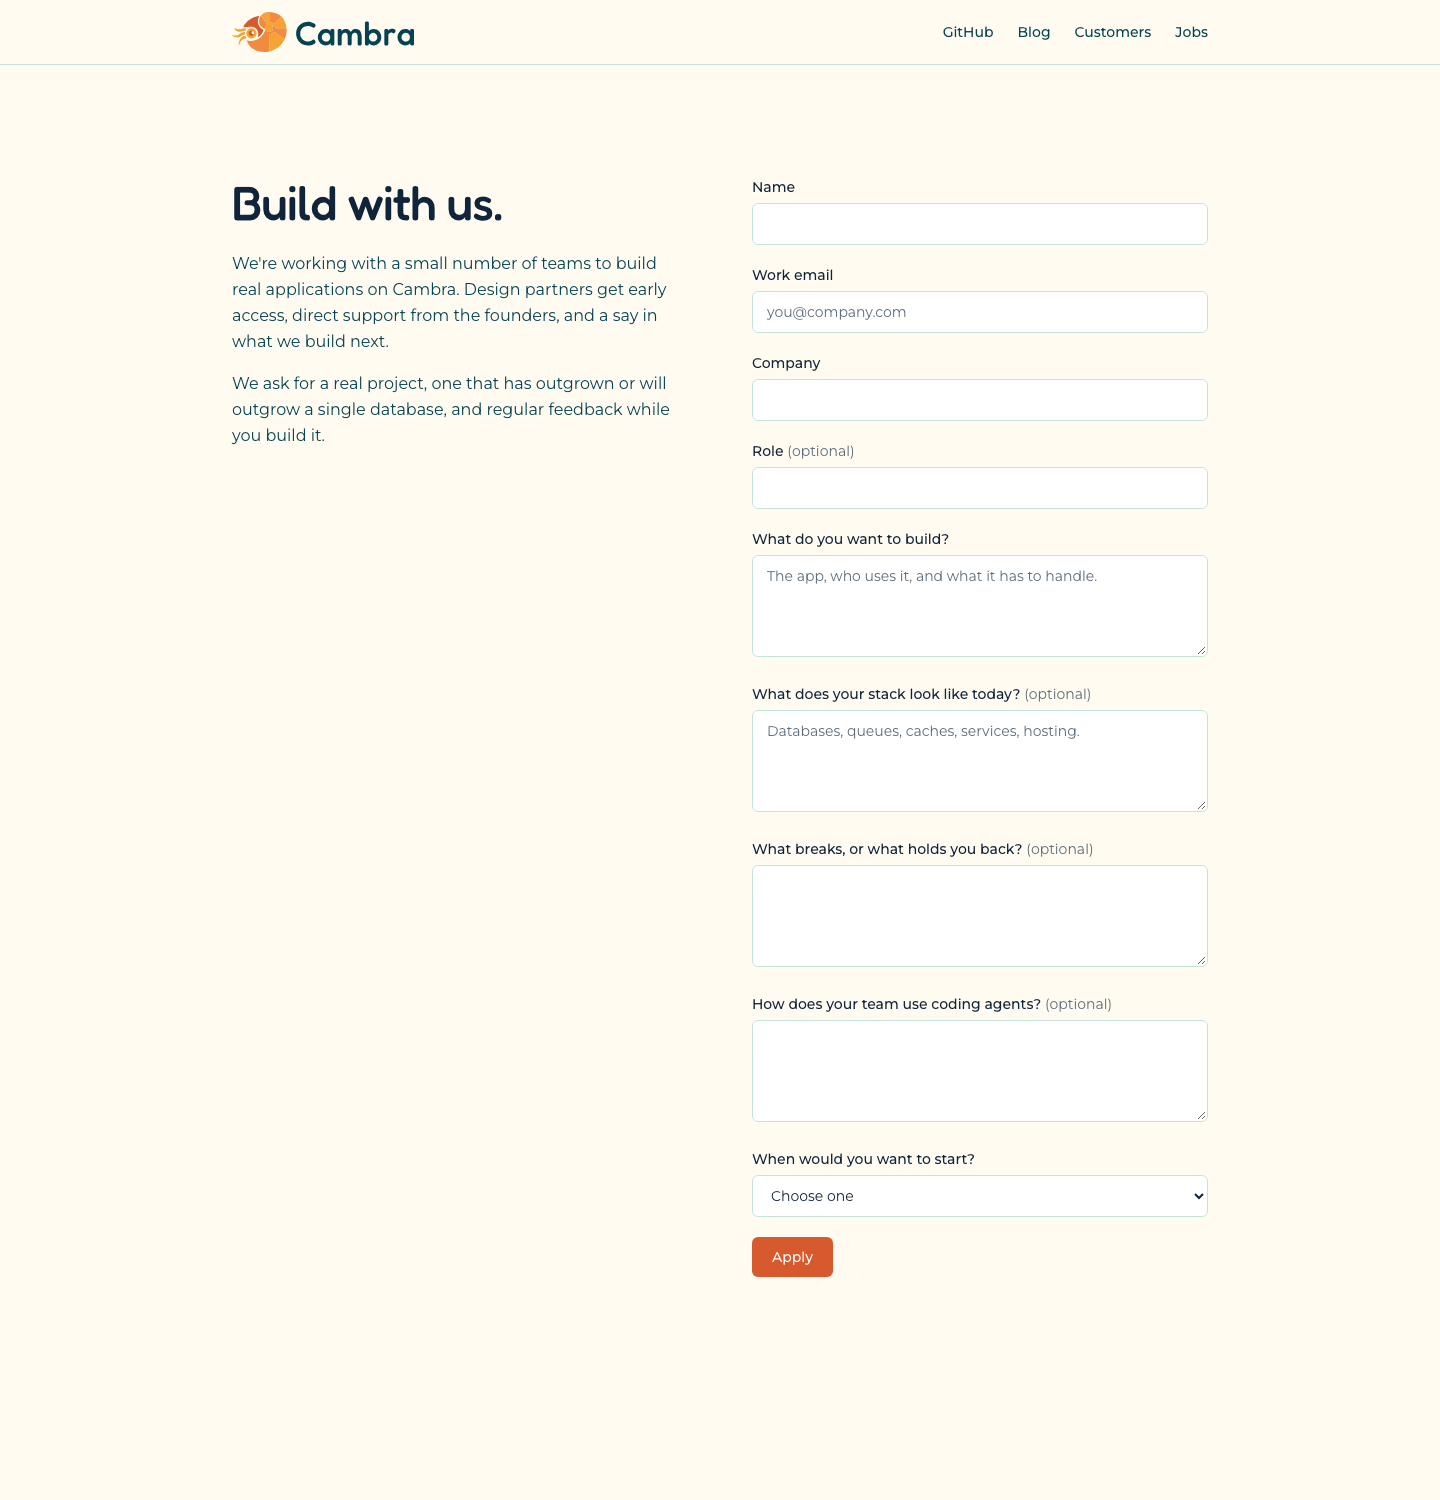 Cambra
GitHub Blog Customers Jobs
Build with us.
We're working with a small number of teams to build
real applications on Cambra. Design partners get early
access, direct support from the founders, and a say in
what we build next.
We ask for a real project, one that has outgrown or will
outgrow a single database, and regular feedback while
you build it.
Name
Work email
you@company.com
Company
Role (optional)
What do you want to build?
The app, who uses it, and what it has to handle.
What does your stack look like today? (optional)
Databases, queues, caches, services, hosting.
What breaks, or what holds you back? (optional)
How does your team use coding agents? (optional)
When would you want to start?
Choose one
Apply